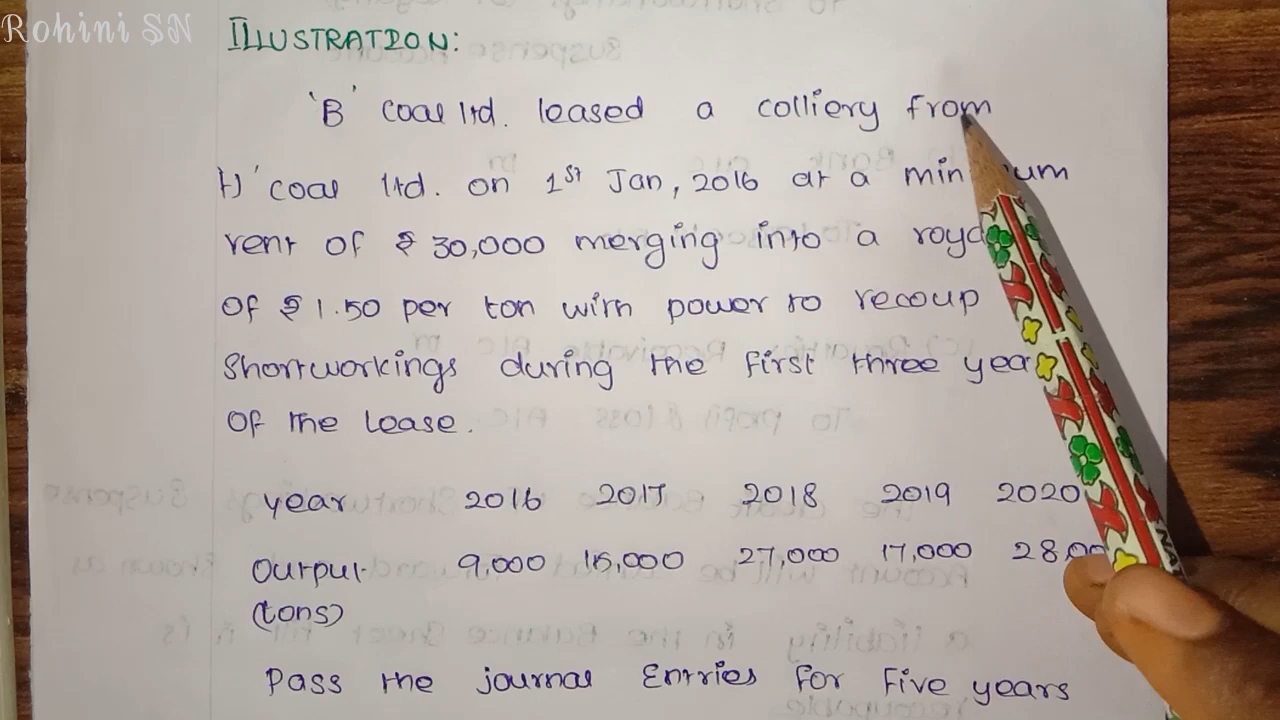 Rohini SN
ILLUSTRATION:
'B' coal ltd. leased a colliery from
H' coal ltd. on 1st Jan, 2016 at a
rent of ₹ 30,000 merging into a
of ₹ 1.50 per ton with power to recoup
Shortworkings during the first three
of the lease.
year 2016 2017 2018 2019 2020
Output 9,000 15,000 27,000 17,000
(tons)
Pass the journal Entries for five years